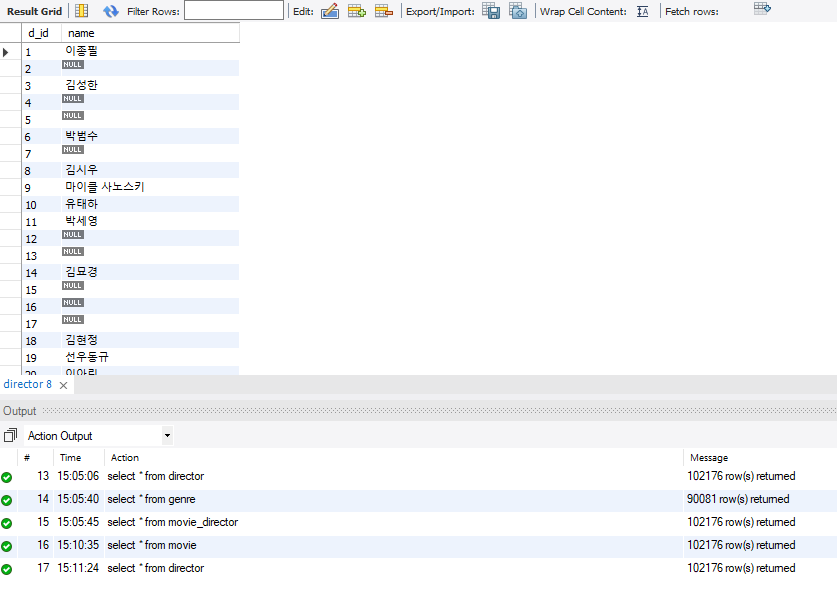 Result Grid Filter Rows: Edit: Export/Import: Wrap Cell Content: Fetch rows:
d_id name
1 이종필
2 NULL
3 김성한
4 NULL
5 NULL
6 박범수
7 NULL
8 김시우
9 마이클 사노스키
10 유태하
11 박세영
12 NULL
13 NULL
14 김묘경
15 NULL
16 NULL
17 NULL
18 김현정
19 선우동규
20 이아린
director 8
Output
Action Output
# Time Action Message
13 15:05:06 select * from director 102176 row(s) returned
14 15:05:40 select * from genre 90081 row(s) returned
15 15:05:45 select * from movie_director 102176 row(s) returned
16 15:10:35 select * from movie 102176 row(s) returned
17 15:11:24 select * from director 102176 row(s) returned